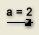 a = 2